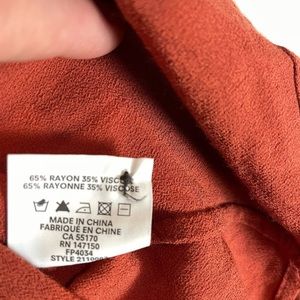 65% RAYON 35% VISCOSE
65% RAYONNE 35% VISCOSE
MADE IN CHINA
FABRIQUÉ EN CHINE
CA 55170
RN 147150
FP4034
STYLE